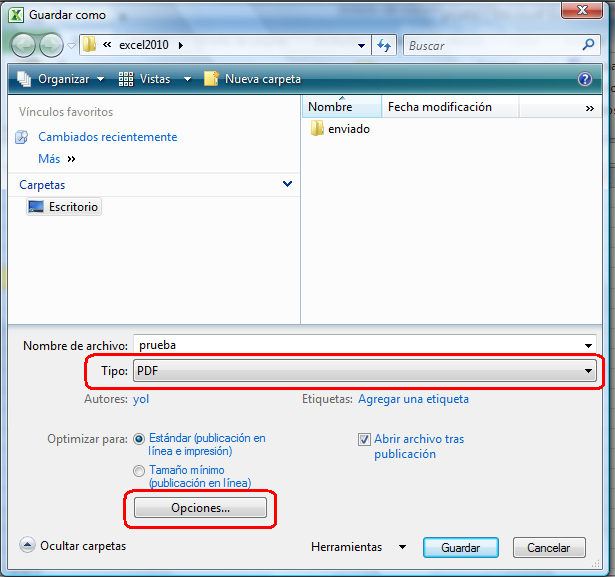 Guardar como
« excel2010
Buscar
Organizar
Vistas
Nueva carpeta
Vínculos favoritos
Cambiados recientemente
Más »
Carpetas
Escritorio
Nombre
Fecha modificación
»
enviado
Nombre de archivo: prueba
Tipo: PDF
Autores: yol
Etiquetas: Agregar una etiqueta
Optimizar para:
Estándar (publicación en
línea e impresión)
Tamaño mínimo
(publicación en línea)
Abrir archivo tras
publicación
Opciones...
Ocultar carpetas
Herramientas
Guardar
Cancelar